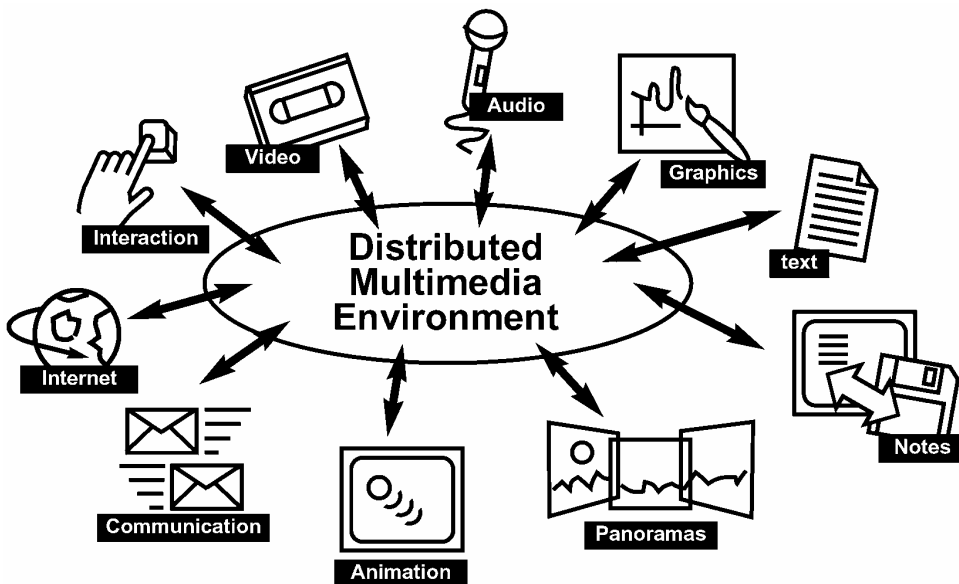 Audio
Video
Graphics
Interaction
Distributed
Multimedia
Environment
text
Internet
Notes
Communication
Panoramas
Animation